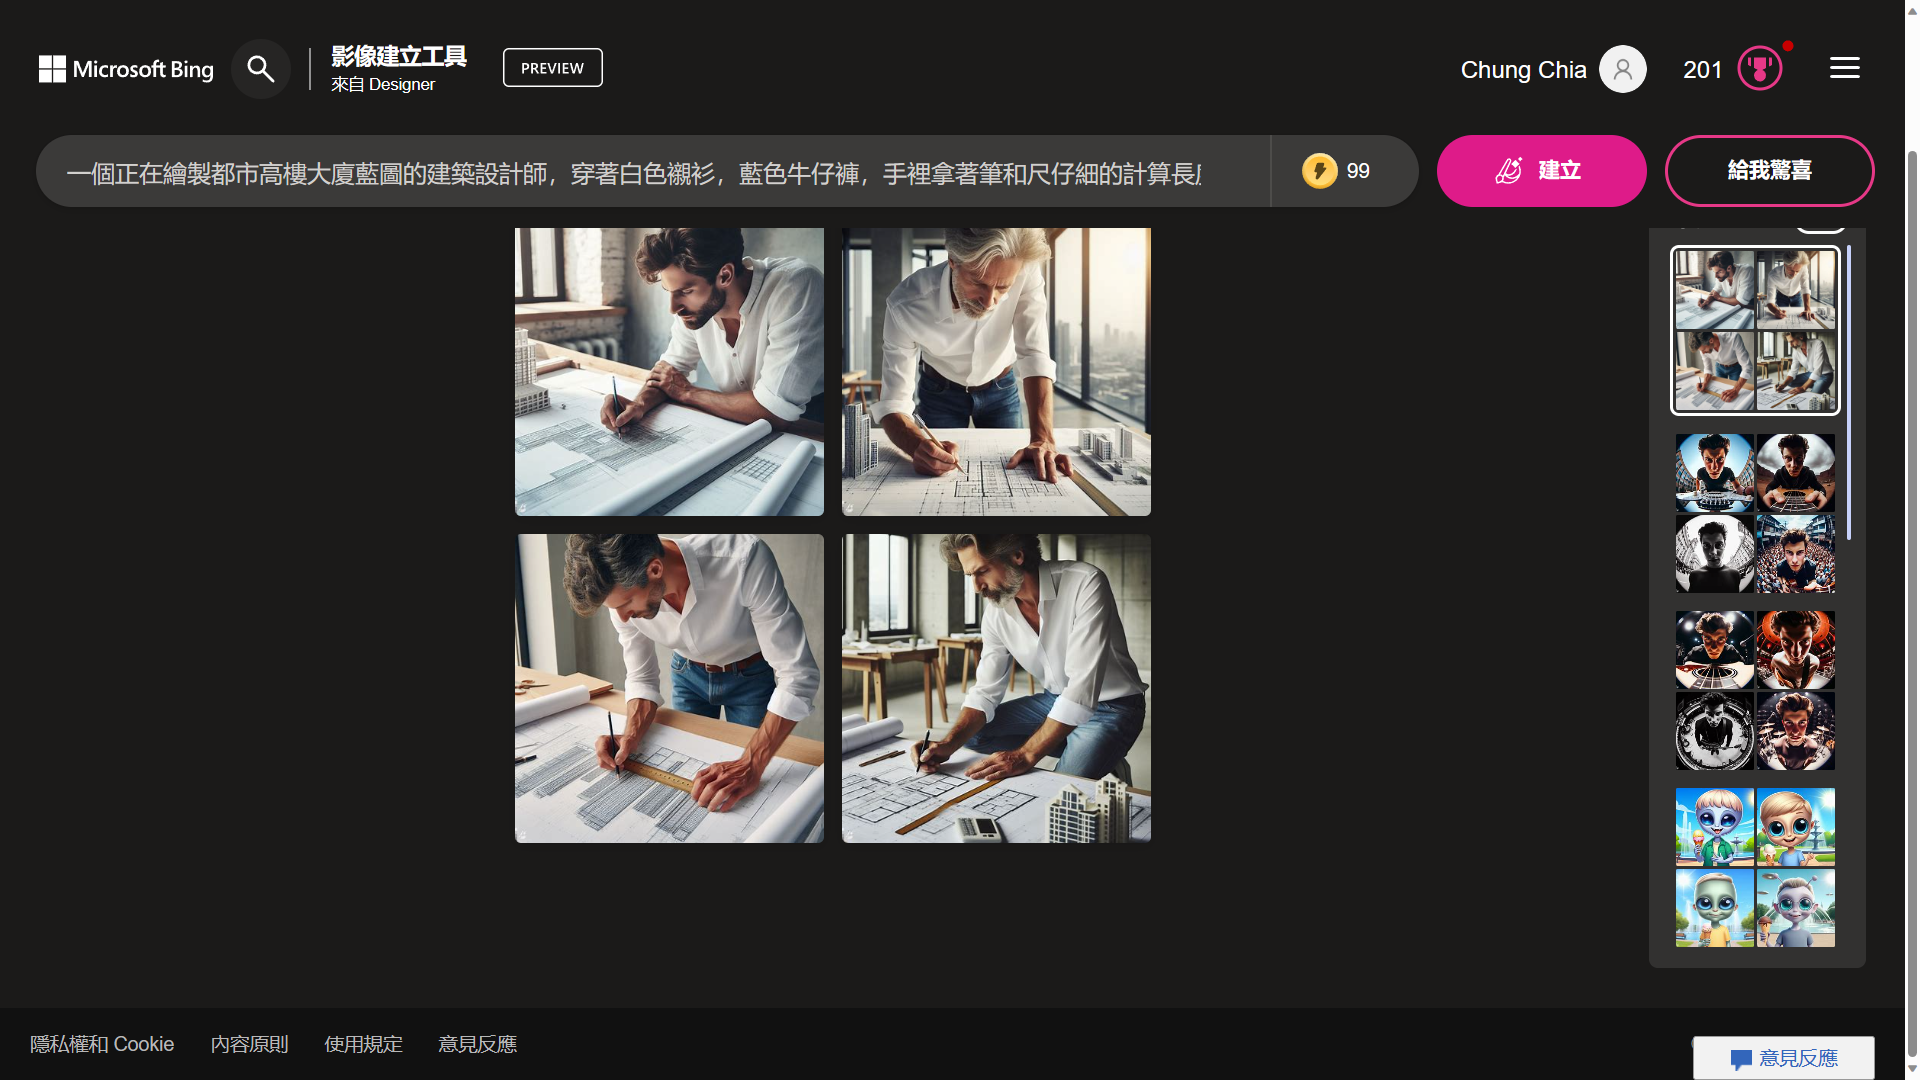 Microsoft Bing
影像建立工具
來自 Designer
PREVIEW
Chung Chia
201
一個正在繪製都市高樓大廈藍圖的建築設計師，穿著白色襯衫，藍色牛仔褲，手裡拿著筆和尺仔細的計算長
99
建立
給我驚喜
隱私權和 Cookie
內容原則
使用規定
意見反應
意見反應